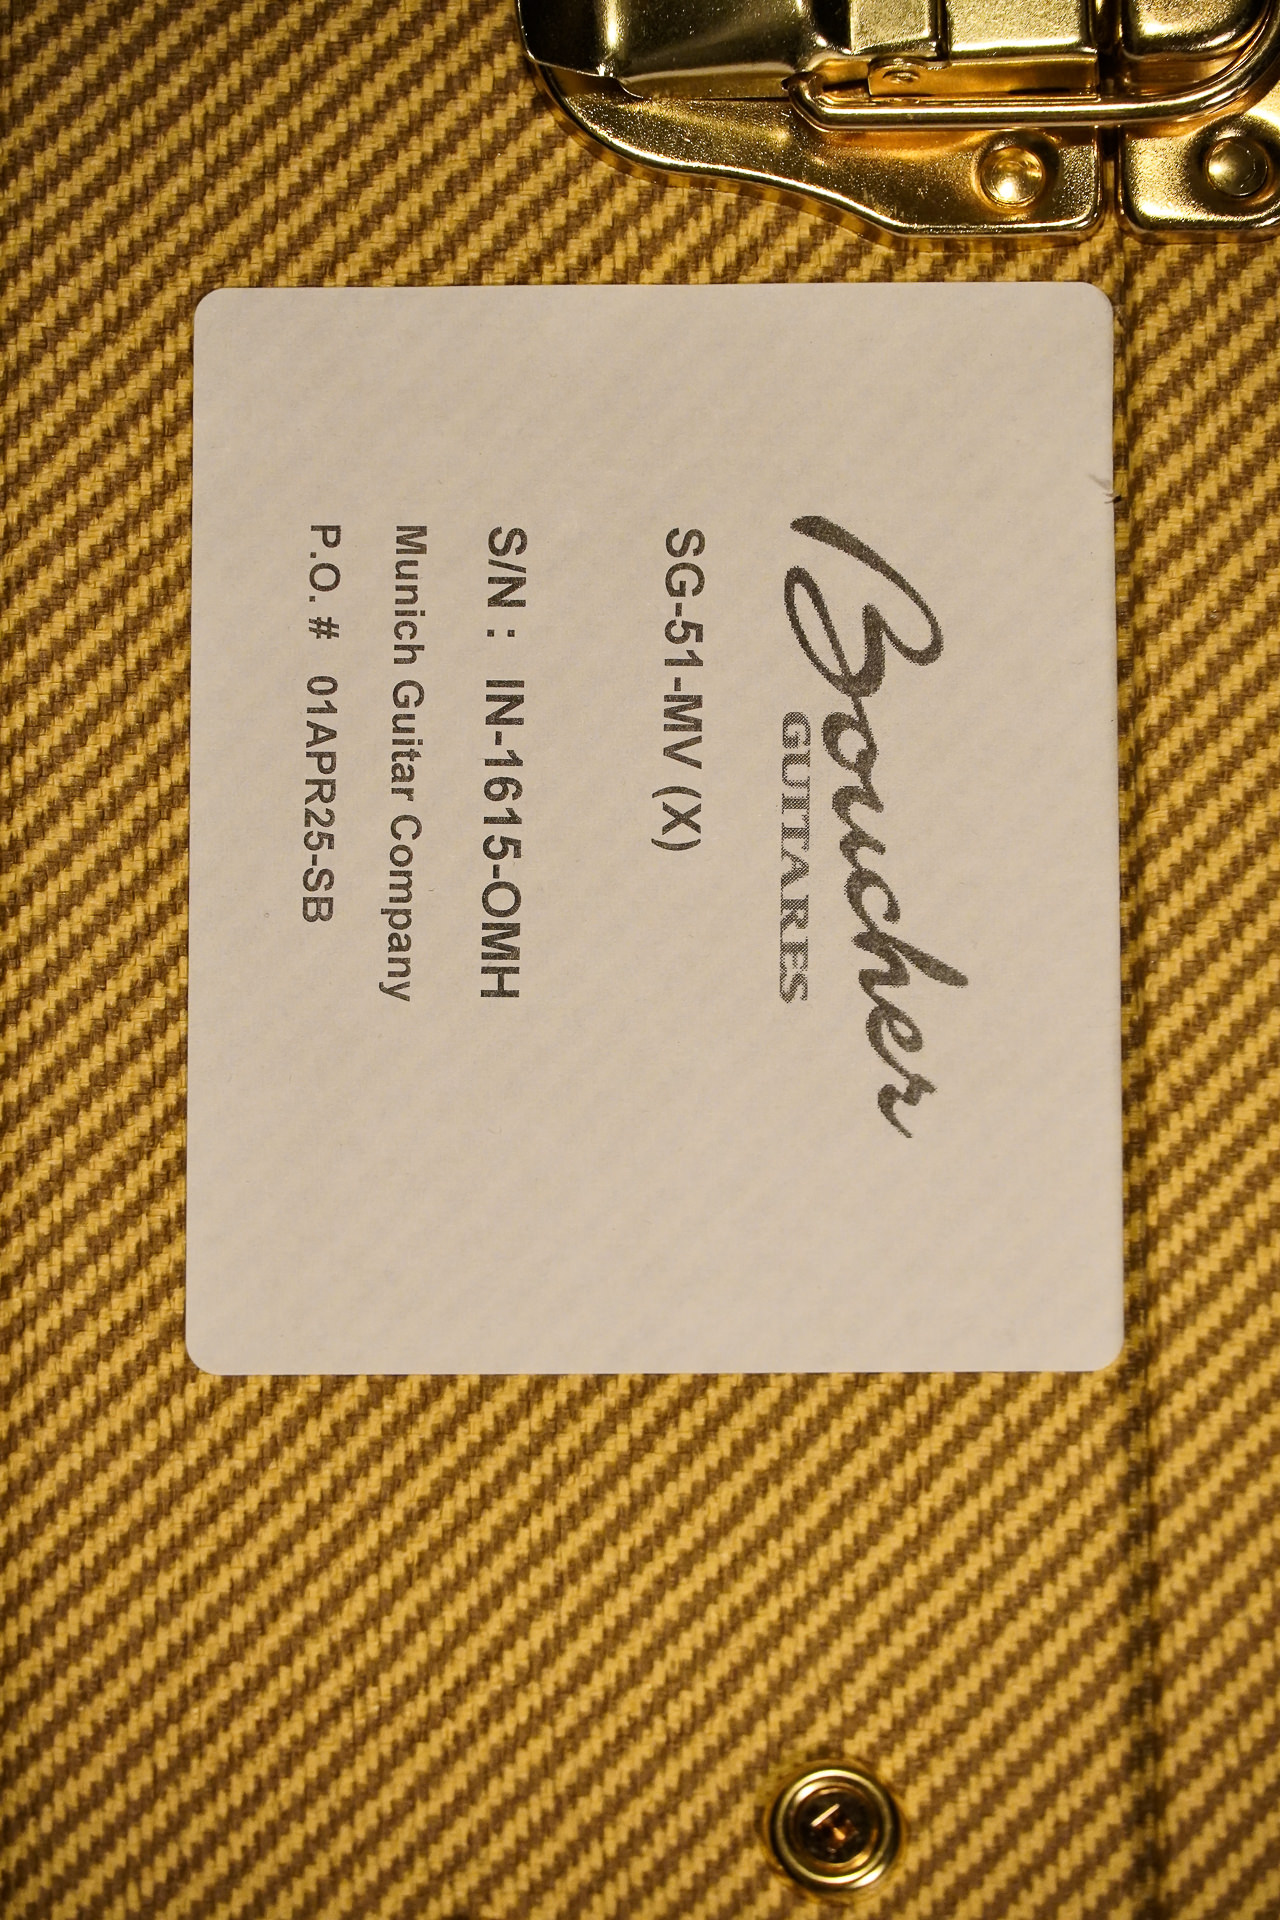 Boucher
GUITARES
SG-51-MV (X)
S/N : IN-1615-OMH
Munich Guitar Company
P.O. # 01APR25-SB